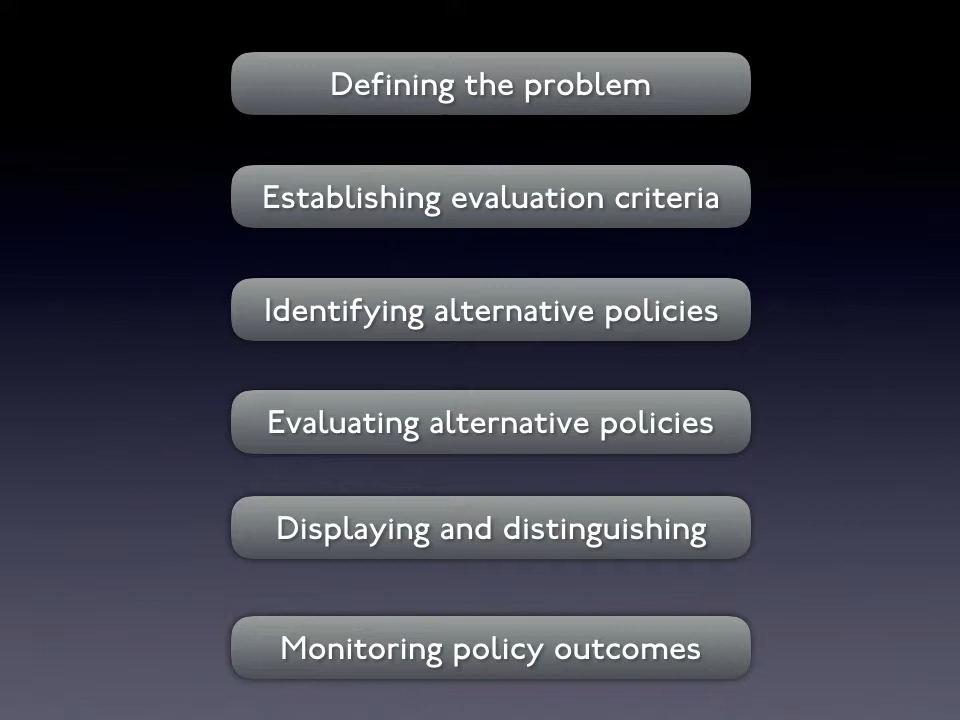 Defining the problem
Establishing evaluation criteria
Identifying alternative policies
Evaluating alternative policies
Displaying and distinguishing
Monitoring policy outcomes